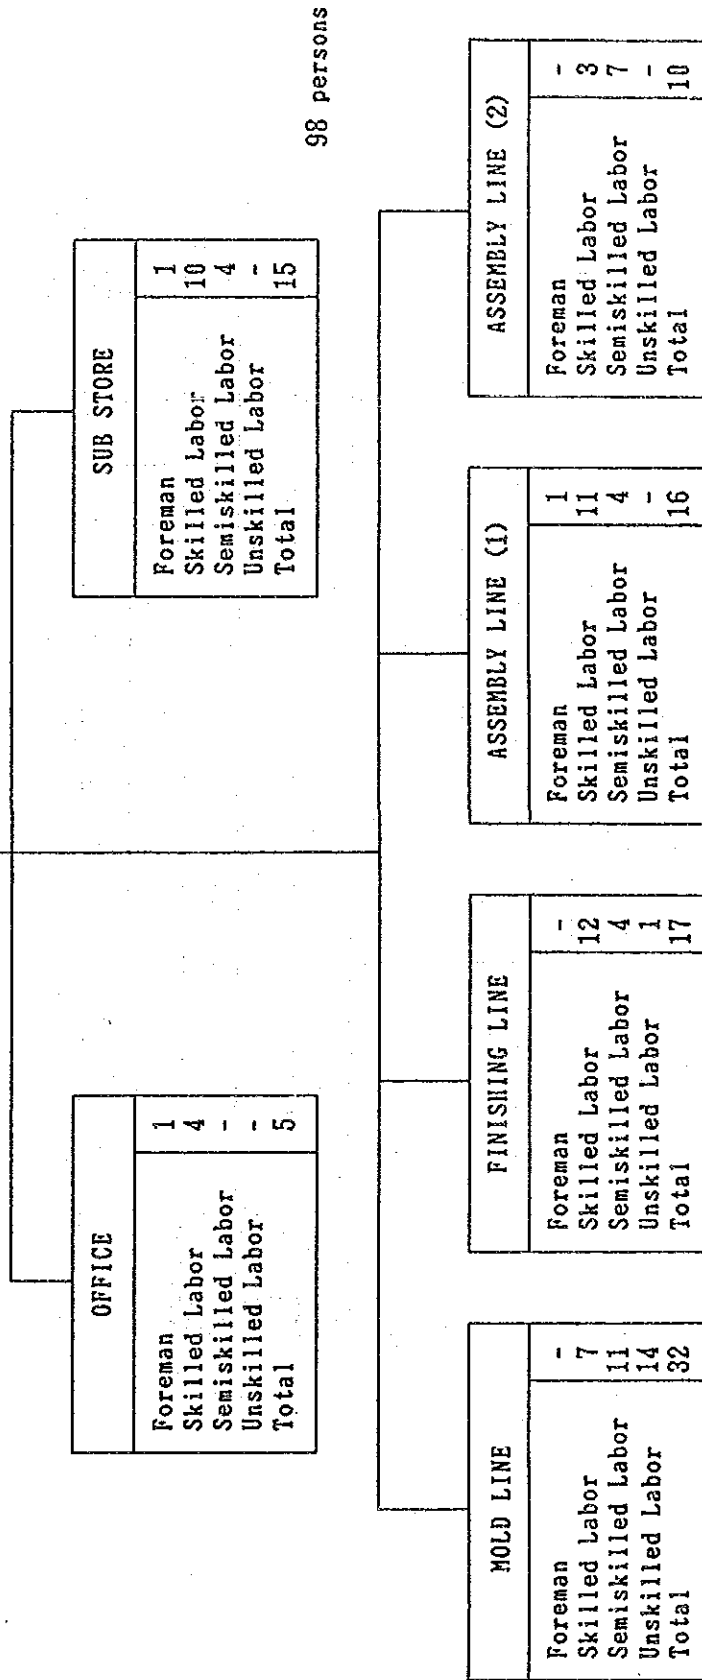 OFFICE
Foreman 1
Skilled Labor 4
Semiskilled Labor -
Unskilled Labor -
Total 5
SUB STORE
Foreman 1
Skilled Labor 10
Semiskilled Labor 4
Unskilled Labor -
Total 15
98 persons
MOLD LINE
Foreman -
Skilled Labor 7
Semiskilled Labor 11
Unskilled Labor 14
Total 32
FINISHING LINE
Foreman -
Skilled Labor 12
Semiskilled Labor 4
Unskilled Labor 1
Total 17
ASSEMBLY LINE (1)
Foreman 1
Skilled Labor 11
Semiskilled Labor 4
Unskilled Labor -
Total 16
ASSEMBLY LINE (2)
Foreman -
Skilled Labor 3
Semiskilled Labor 7
Unskilled Labor -
Total 10